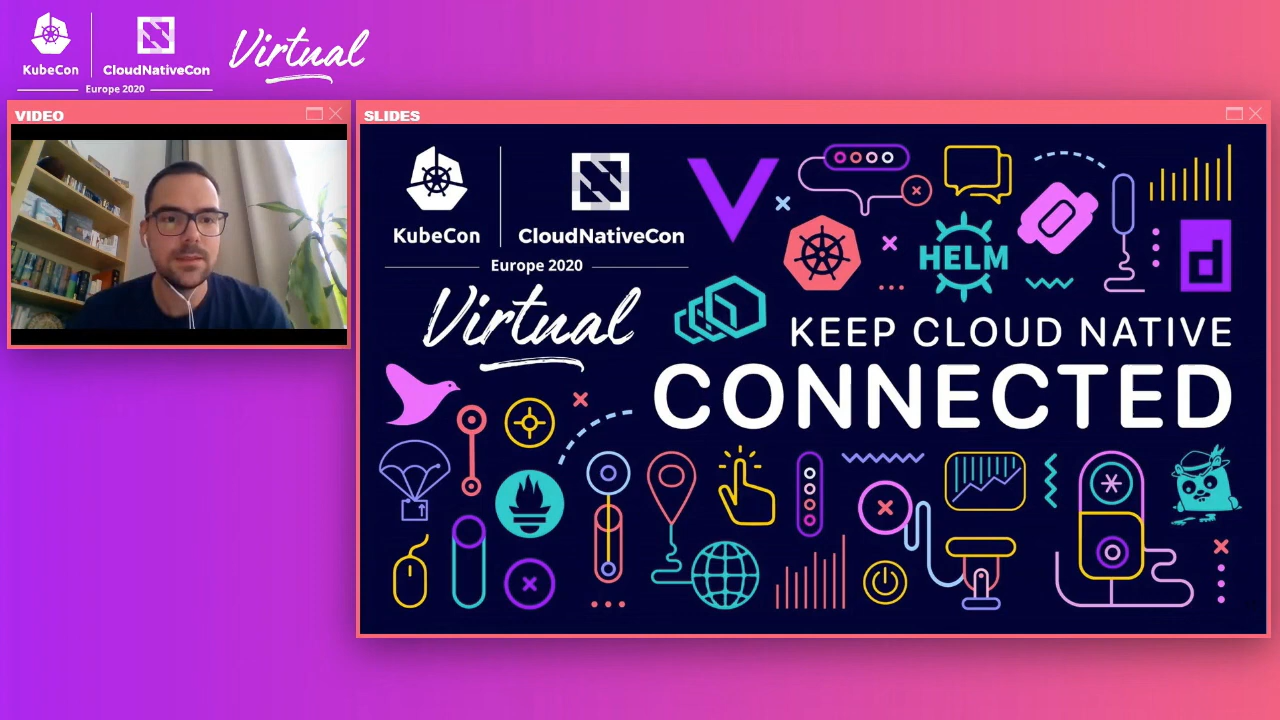 KubeCon
CloudNativeCon
Europe 2020
Virtual
VIDEO
SLIDES
KubeCon
CloudNativeCon
Europe 2020
Virtual
HELM
d
KEEP CLOUD NATIVE
CONNECTED